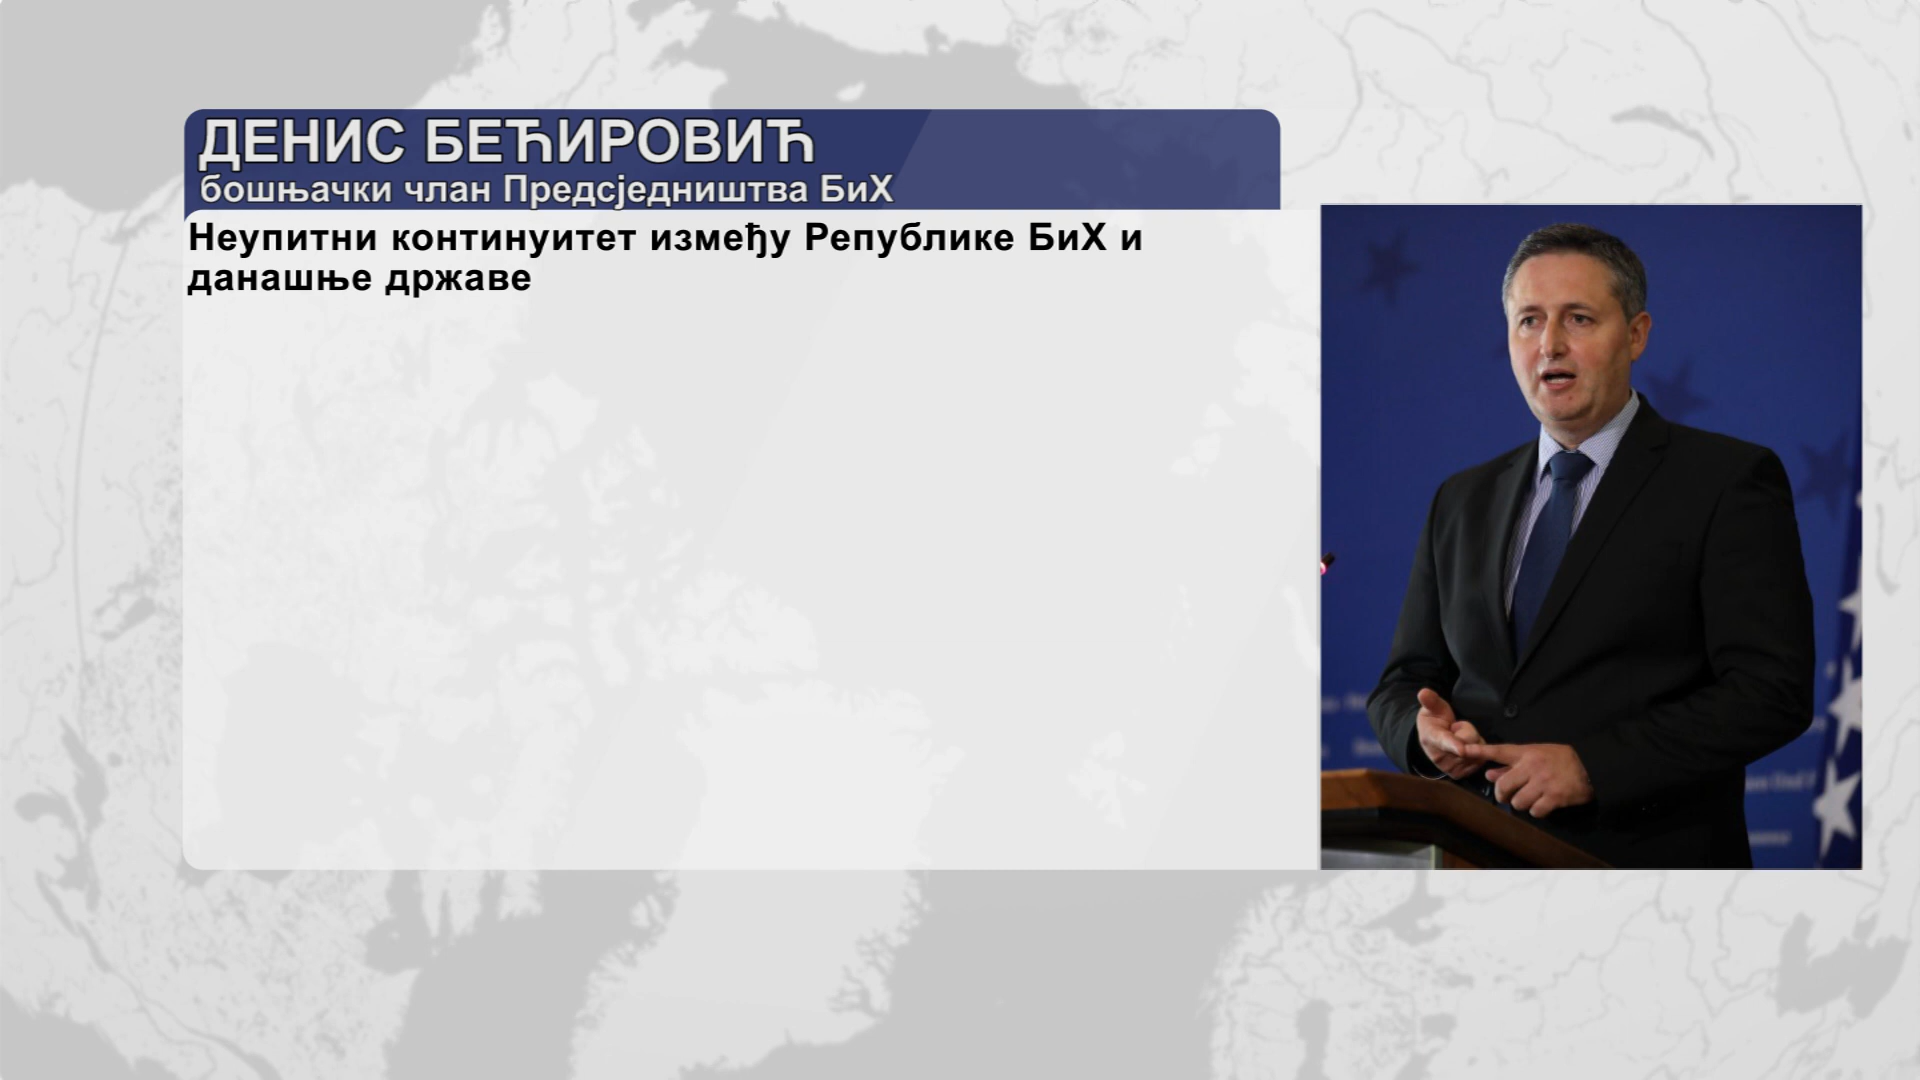 ДЕНИС БЕЋИРОВИЋ
бошњачки члан Предсједништва БиХ
Неупитни континуитет између Републике БиХ и
данашње државе